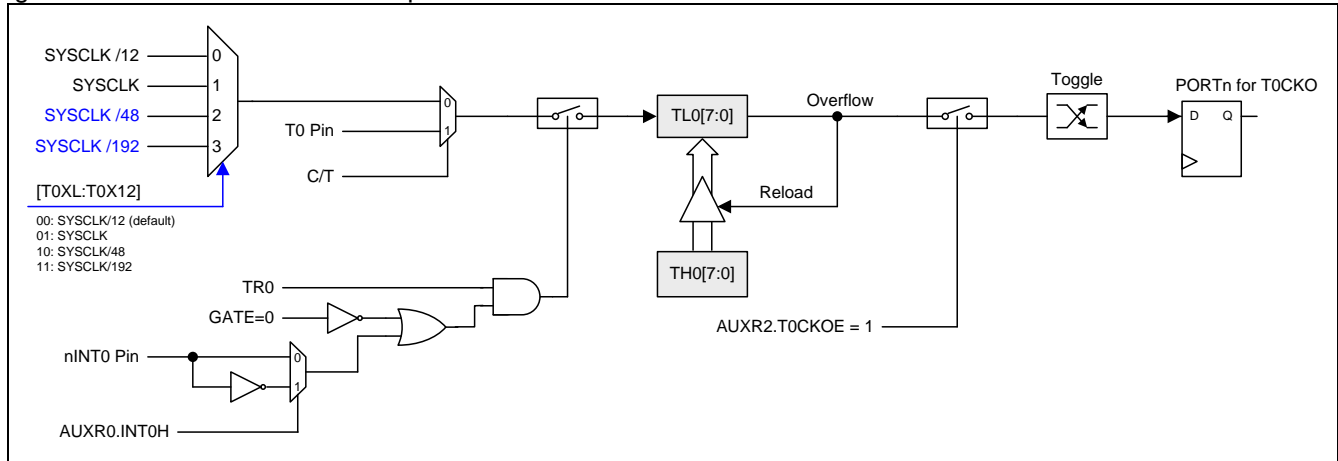 SYSCLK /12
SYSCLK
SYSCLK /48
SYSCLK /192
0
1
2
3
[T0XL:T0X12]
00: SYSCLK/12 (default)
01: SYSCLK
10: SYSCLK/48
11: SYSCLK/192
T0 Pin
C/T
0
1
TL0[7:0]
Overflow
Reload
TH0[7:0]
Toggle
PORTn for T0CKO
D Q
TR0
GATE=0
nINT0 Pin
0
1
AUXR0.INT0H
AUXR2.T0CKOE = 1